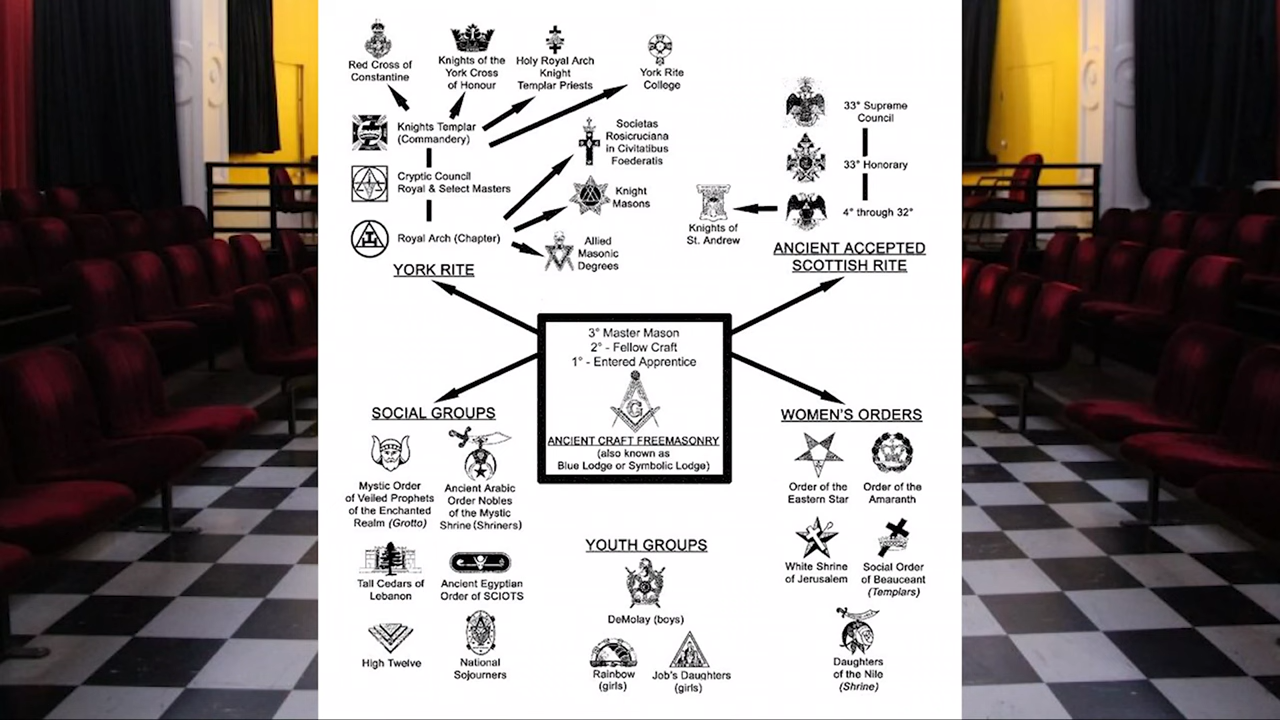 Red Cross of
Constantine
Knights of the
York Cross
of Honour
Holy Royal Arch
Knight
Templar Priests
York Rite
College
Knights Templar
(Commandery)
Cryptic Council
Royal & Select Masters
Royal Arch (Chapter)
YORK RITE
Societas
Rosicruciana
in Civitatibus
Foederatis
Knight
Masons
Allied
Masonic
Degrees
33° Supreme
Council
33° Honorary
4° through 32°
Knights of
St. Andrew
ANCIENT ACCEPTED
SCOTTISH RITE
3° Master Mason
2° - Fellow Craft
1° - Entered Apprentice
G
ANCIENT CRAFT FREEMASONRY
(also known as
Blue Lodge or Symbolic Lodge)
SOCIAL GROUPS
Mystic Order
of Veiled Prophets
of the Enchanted
Realm (Grotto)
Ancient Arabic
Order Nobles
of the Mystic
Shrine (Shriners)
Tall Cedars of
Lebanon
Ancient Egyptian
Order of SCIOTS
High Twelve
National
Sojourners
YOUTH GROUPS
DeMolay (boys)
Rainbow
(girls)
Job's Daughters
(girls)
WOMEN'S ORDERS
Order of the
Eastern Star
Order of the
Amaranth
White Shrine
of Jerusalem
Social Order
of Beauceant
(Templars)
Daughters
of the Nile
(Shrine)